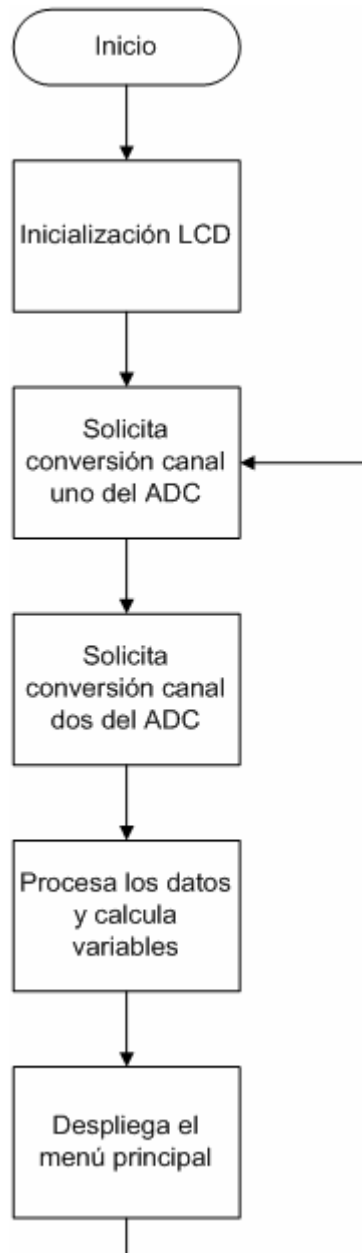 Inicio
Inicialización LCD
Solicita
conversión canal
uno del ADC
Solicita
conversión canal
dos del ADC
Procesa los datos
y calcula
variables
Despliega el
menú principal